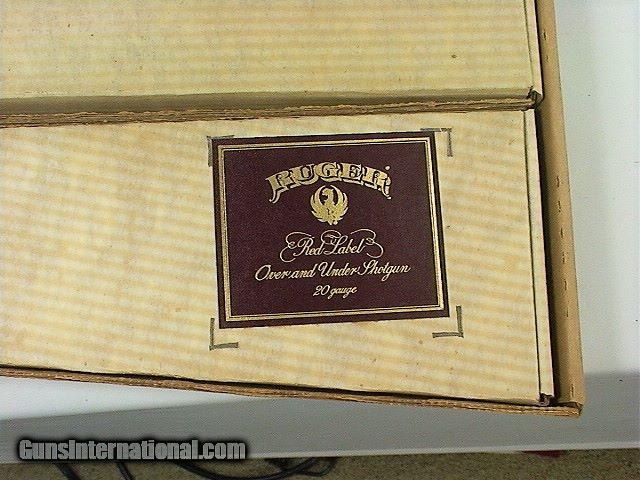 RUGER
Red Label
Over and Under Shotgun
20 gauge
GunsInternational.com